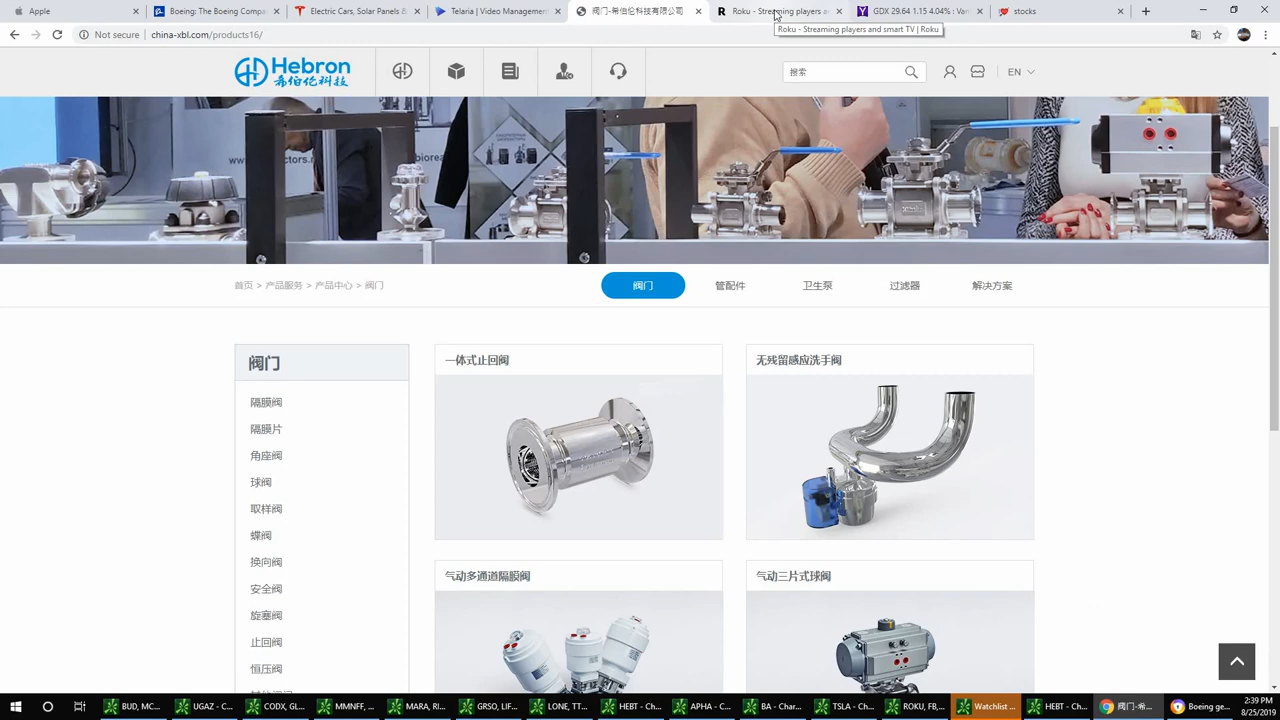 Apple
Boeing: The Boeing Compa
Electric Cars, Solar Panels &
Telaria | Video Management
阀门-希伯伦科技有限公司
Roku - Streaming players a
GDX 29.64 1.15 4.04% : Van
stocks
Roku - Streaming players and smart TV | Roku
Not secure
china-xbl.com/products16/
Hebron
希伯伦科技
搜索
EN
首页 > 产品服务 > 产品中心 > 阀门
阀门
管配件
卫生泵
过滤器
解决方案
阀门
隔膜阀
隔膜片
角座阀
球阀
取样阀
蝶阀
换向阀
安全阀
旋塞阀
止回阀
恒压阀
一体式止回阀
无残留感应洗手阀
气动多通道隔膜阀
气动三片式球阀
BUD, MC...
UGAZ - C...
CODX, GL...
MMNFF, ...
MARA, RI...
GRSO, LIF...
LONE, TT...
HEBT - C...
APHA - C...
BA - Char...
TSLA - C...
ROKU, FB,...
Watchlist ...
HEBT - Ch...
阀门-希...
Boeing ge...
2:39 PM
8/25/2019